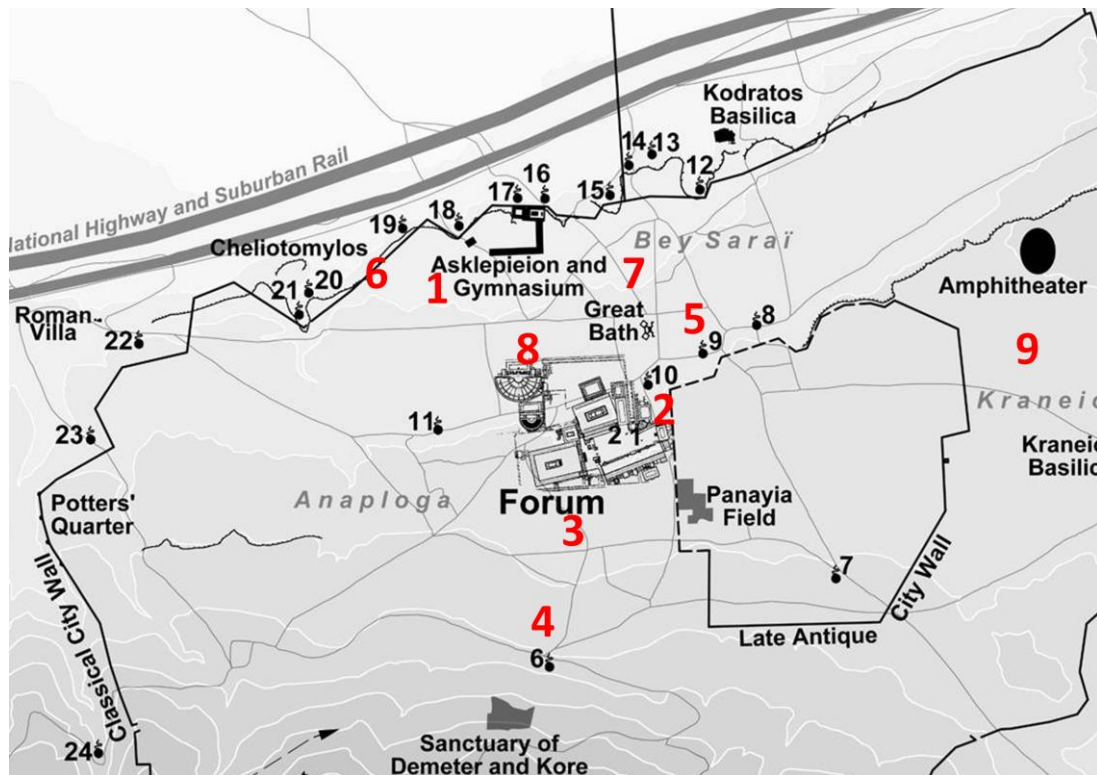 Kodratos
Basilica
14
13
12
National Highway and Suburban Rail
16
17
15
18
19
Cheliotomylos
Bey Saraï
20
6
1
Asklepieion and
Gymnasium
7
Amphitheater
21
Roman
Villa
22
Great
Bath
5
8
9
9
8
10
2
Kraneio
11
2
1
23
Kraneio
Basilic
Anaploga
Forum
Panayia
Field
Potters'
Quarter
3
7
Classical City Wall
City Wall
4
Late Antique
6
24
Sanctuary of
Demeter and Kore